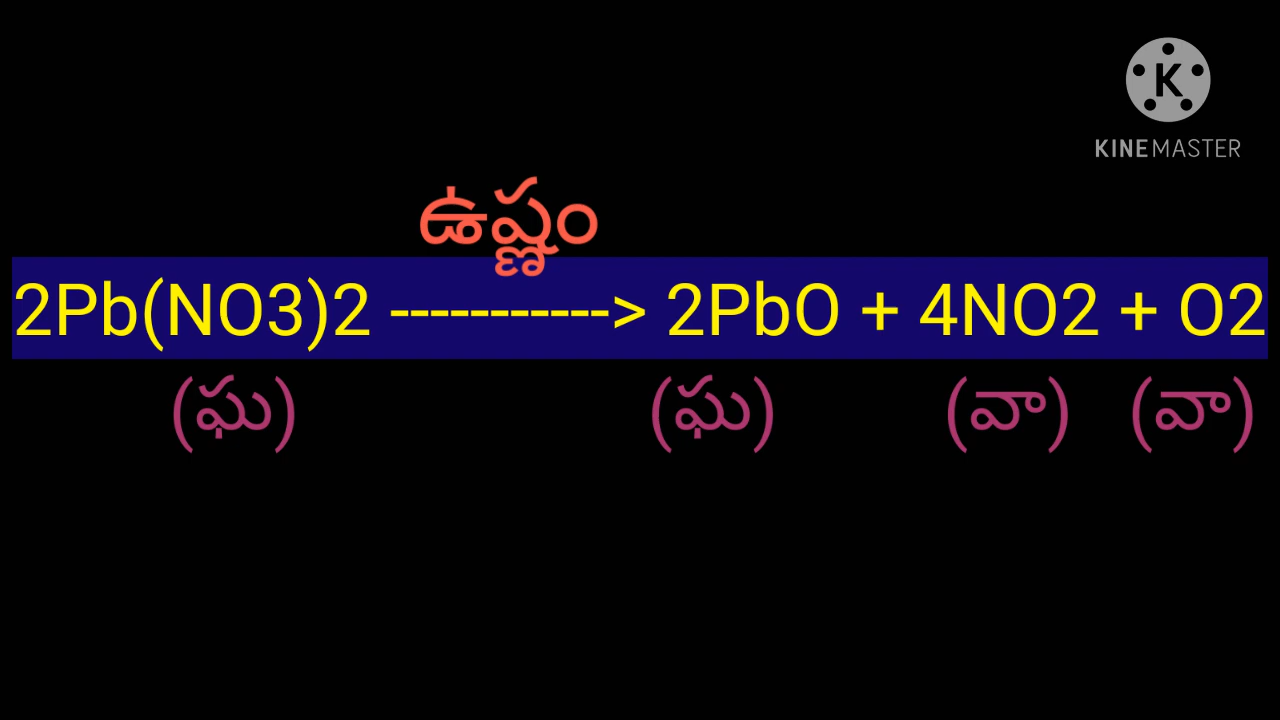 K
KINEMASTER
ఉష్ణం
2Pb(NO3)2 -----------> 2PbO + 4NO2 + O2
(ఘ) (ఘ) (వా) (వా)